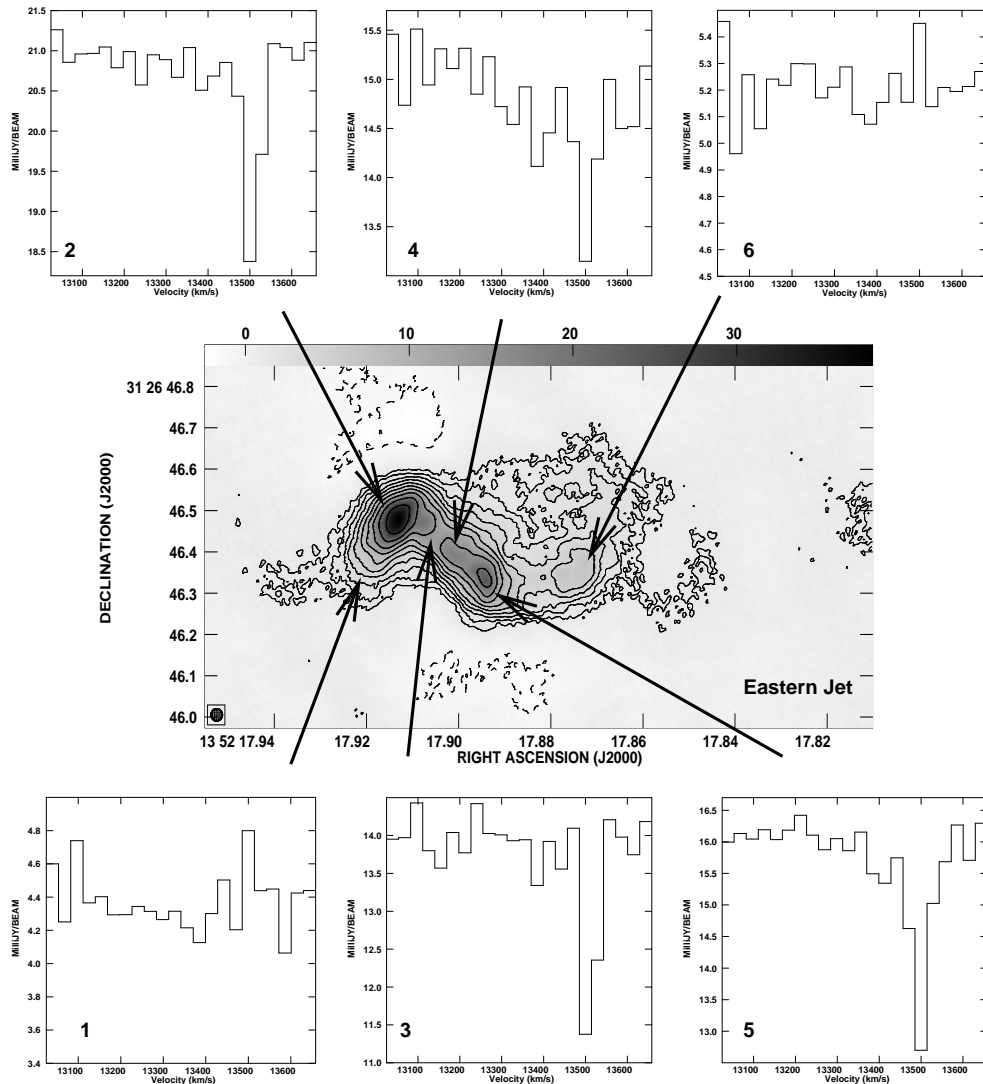 21.0
20.5
20.0
19.5
19.0
18.5
MilliJY/BEAM
2
13100 13200 13300 13400 13500 13600
Velocity (km/s)
15.5
15.0
14.5
14.0
13.5
MilliJY/BEAM
4
13100 13200 13300 13400 13500 13600
Velocity (km/s)
5.4
5.3
5.2
5.1
5.0
4.9
4.8
4.7
4.6
4.5
MilliJY/BEAM
6
13100 13200 13300 13400 13500 13600
Velocity (km/s)
0 10 20 30
31 26 46.8
46.7
46.6
46.5
46.4
46.3
46.2
46.1
46.0
DECLINATION (J2000)
Eastern Jet
13 52 17.94 17.92 17.90 17.88 17.86 17.84 17.82
RIGHT ASCENSION (J2000)
4.8
4.6
4.4
4.2
4.0
3.8
3.6
3.4
MilliJY/BEAM
1
13100 13200 13300 13400 13500 13600
Velocity (km/s)
14.0
13.5
13.0
12.5
12.0
11.5
11.0
MilliJY/BEAM
3
13100 13200 13300 13400 13500 13600
Velocity (km/s)
16.5
16.0
15.5
15.0
14.5
14.0
13.5
13.0
MilliJY/BEAM
5
13100 13200 13300 13400 13500 13600
Velocity (km/s)